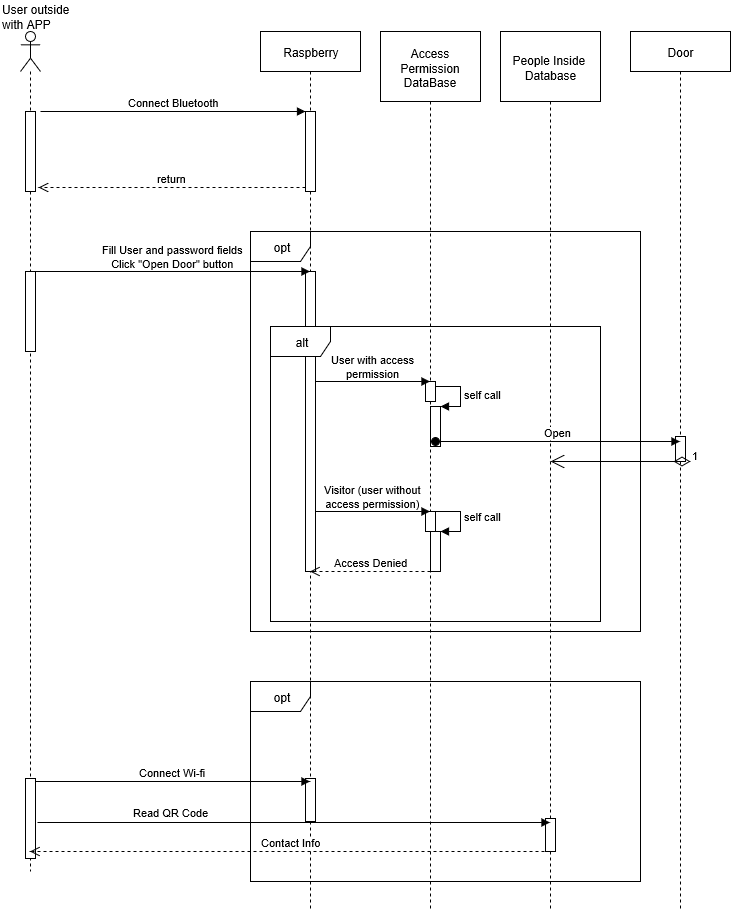 User outside
with APP
Raspberry
Access
Permission
DataBase
People Inside
Database
Door
Connect Bluetooth
return
opt
Fill User and password fields
Click "Open Door" button
alt
User with access
permission
self call
Open
1
Visitor (user without
access permission)
self call
Access Denied
opt
Connect Wi-fi
Read QR Code
Contact Info